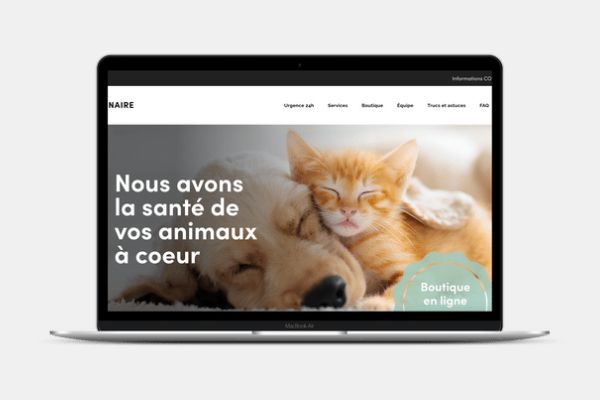 Informations CO
NAIRE
Urgence 24h Services Boutique Équipe Trucs et astuces FAQ
Nous avons
la santé de
vos animaux
à coeur
Boutique
en ligne
MacBook Air